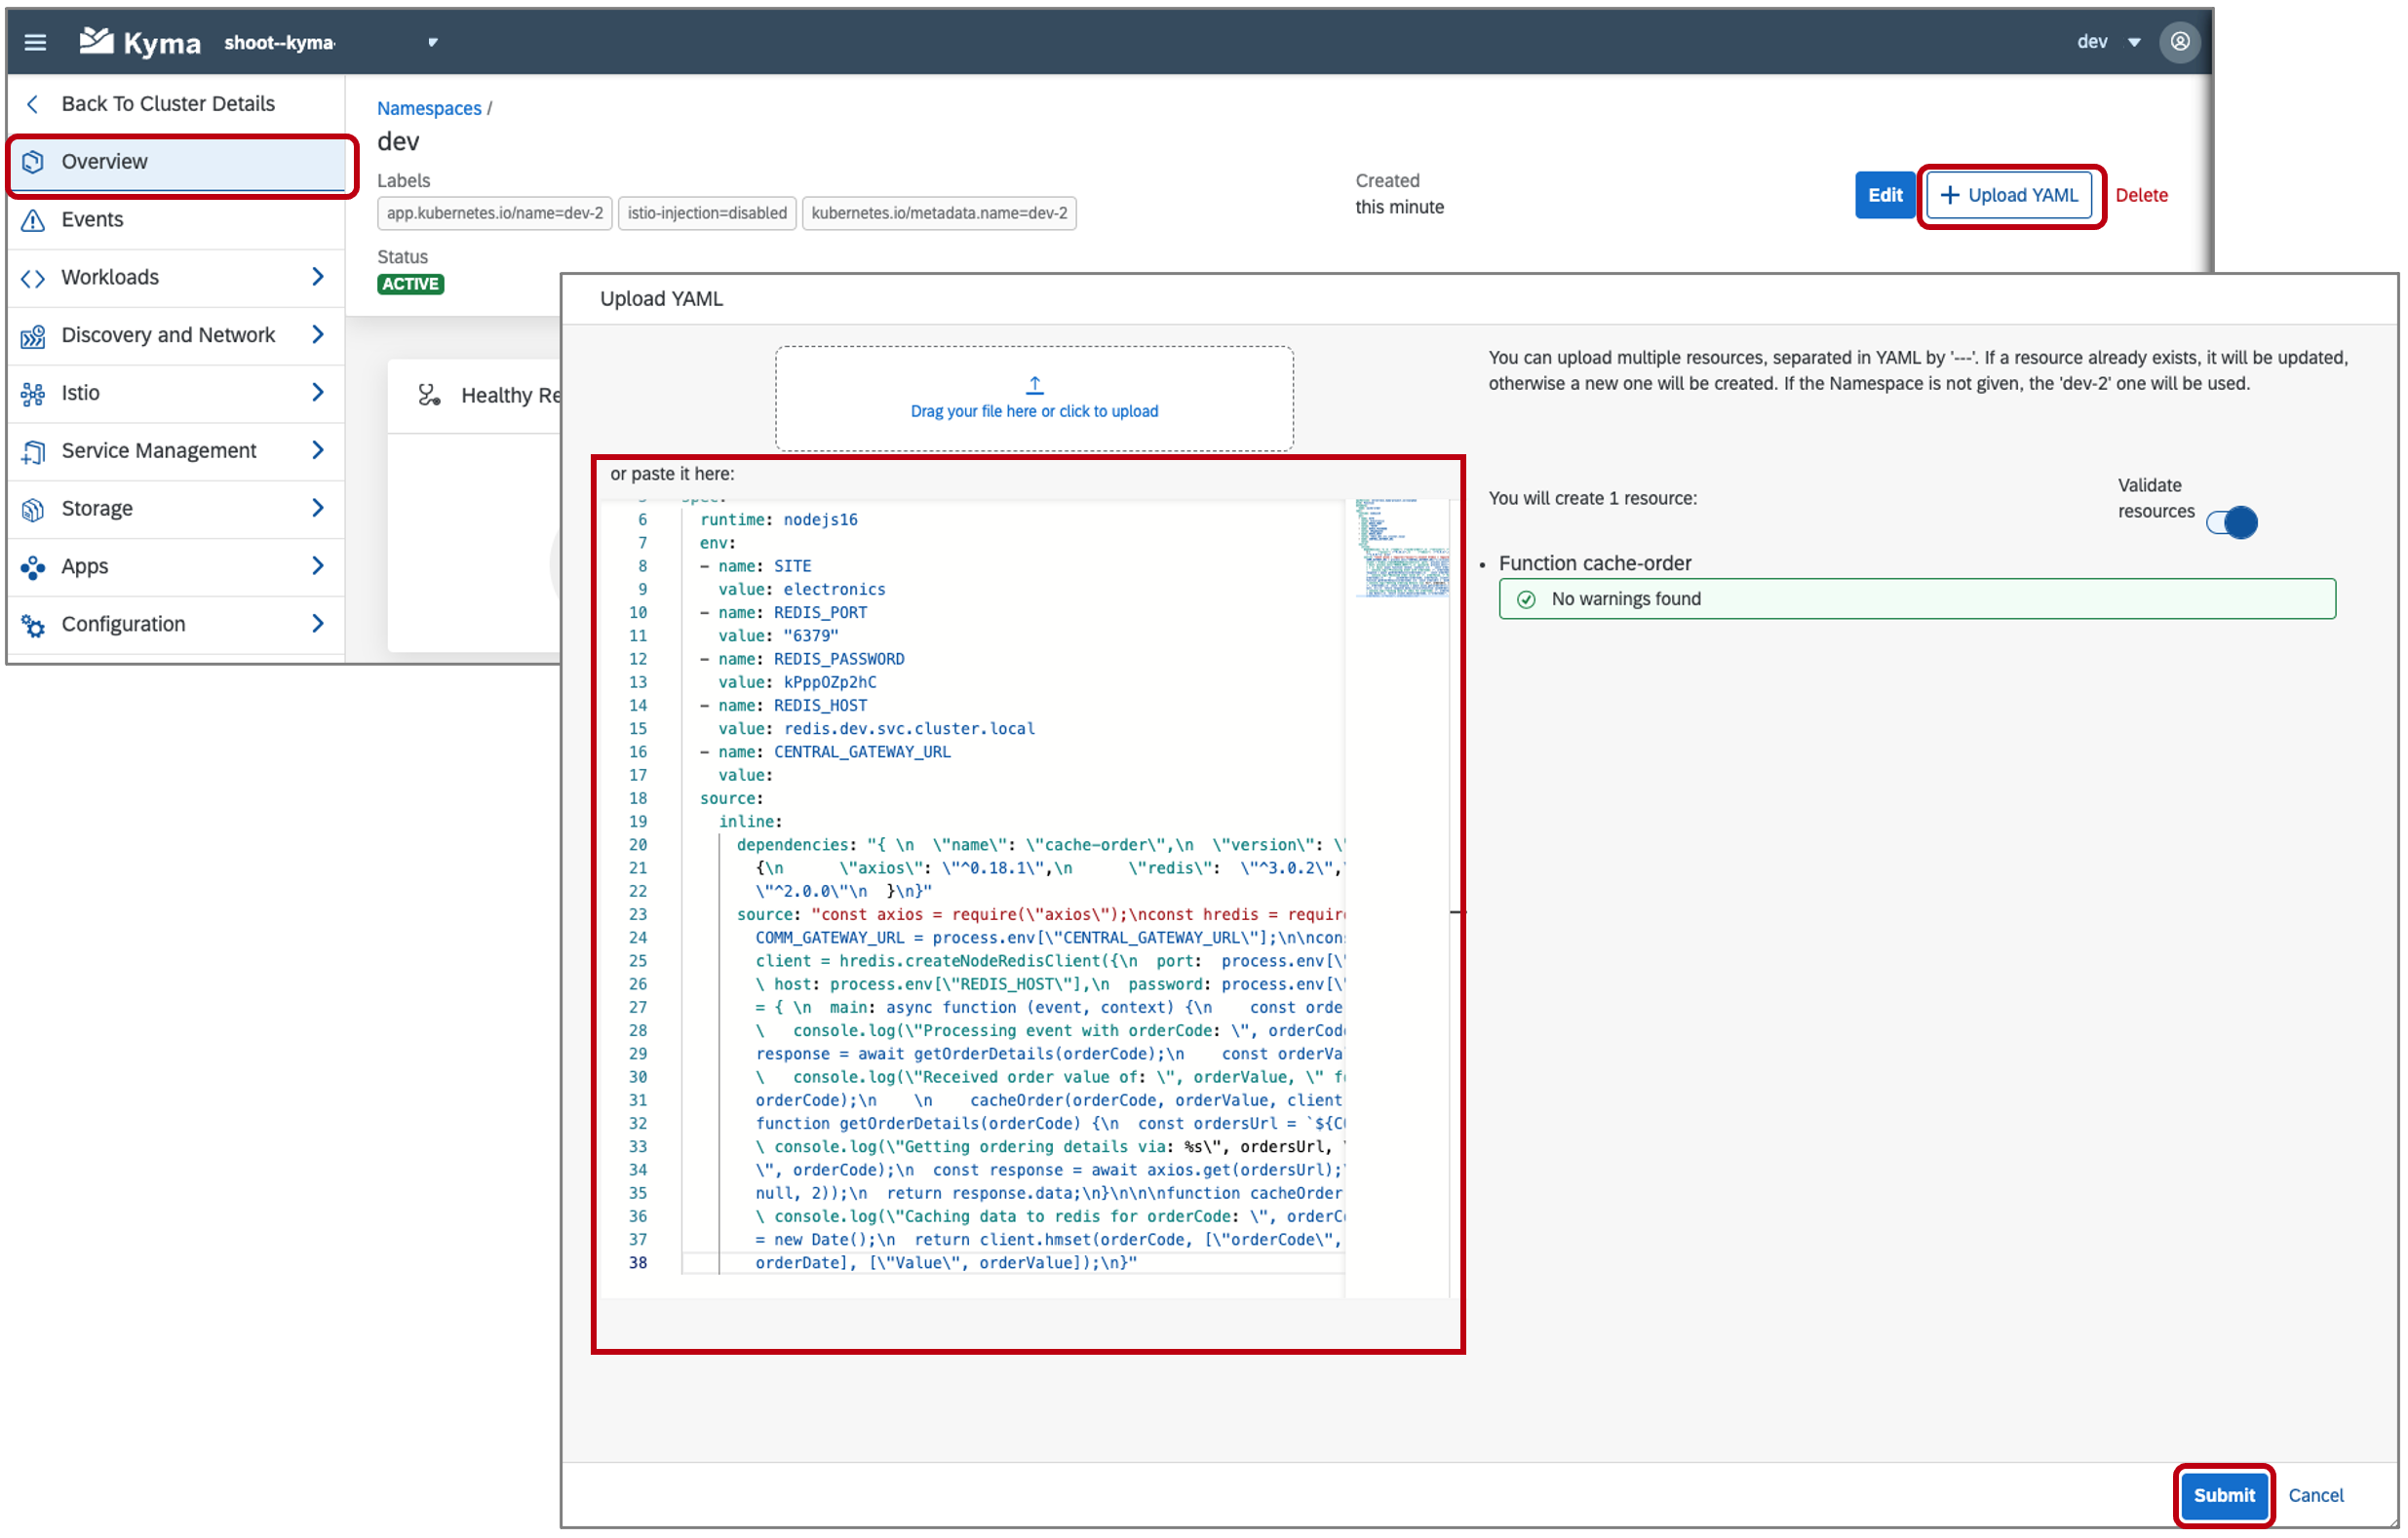 Kyma shoot--kyma- dev
Back To Cluster Details
Overview
Events
Workloads
Discovery and Network
Istio
Service Management
Storage
Apps
Configuration
Namespaces /
dev
Labels
app.kubernetes.io/name=dev-2 istio-injection=disabled kubernetes.io/metadata.name=dev-2
Status
ACTIVE
Created
this minute
Edit + Upload YAML Delete
Healthy Re
Upload YAML
Drag your file here or click to upload
or paste it here:
6 runtime: nodejs16
7 env:
8 - name: SITE
9 value: electronics
10 - name: REDIS_PORT
11 value: "6379"
12 - name: REDIS_PASSWORD
13 value: kPppOZp2hC
14 - name: REDIS_HOST
15 value: redis.dev.svc.cluster.local
16 - name: CENTRAL_GATEWAY_URL
17 value:
18 source:
19 inline:
20 dependencies: "{ \n  \"name\": \"cache-order\",\n  \"version\": \
21 {\n      \"axios\": \"^0.18.1\",\n      \"redis\":  \"^3.0.2\",
22 \"^2.0.0\"\n  }\n}"
23 source: "const axios = require(\"axios\");\nconst hredis = requir
24 COMM_GATEWAY_URL = process.env[\"CENTRAL_GATEWAY_URL\"];\n\ncon
25 client = hredis.createNodeRedisClient({\n  port:  process.env[\
26 \ host: process.env[\"REDIS_HOST\"],\n  password: process.env[\
27 = { \n  main: async function (event, context) {\n    const orde
28 \   console.log(\"Processing event with orderCode: \", orderCod
29 response = await getOrderDetails(orderCode);\n    const orderVa
30 \   console.log(\"Received order value of: \", orderValue, \" f
31 orderCode);\n    \n    cacheOrder(orderCode, orderValue, client
32 function getOrderDetails(orderCode) {\n  const ordersUrl = `${C
33 \ console.log(\"Getting ordering details via: %s\", ordersUrl,
34 \", orderCode);\n  const response = await axios.get(ordersUrl);
35 null, 2));\n  return response.data;\n}\n\n\nfunction cacheOrder
36 \ console.log(\"Caching data to redis for orderCode: \", orderC
37 = new Date();\n  return client.hmset(orderCode, [\"orderCode\",
38 orderDate], [\"Value\", orderValue]);\n}"
You can upload multiple resources, separated in YAML by '---'. If a resource already exists, it will be updated,
otherwise a new one will be created. If the Namespace is not given, the 'dev-2' one will be used.
You will create 1 resource:
Validate
resources
• Function cache-order
No warnings found
Submit Cancel